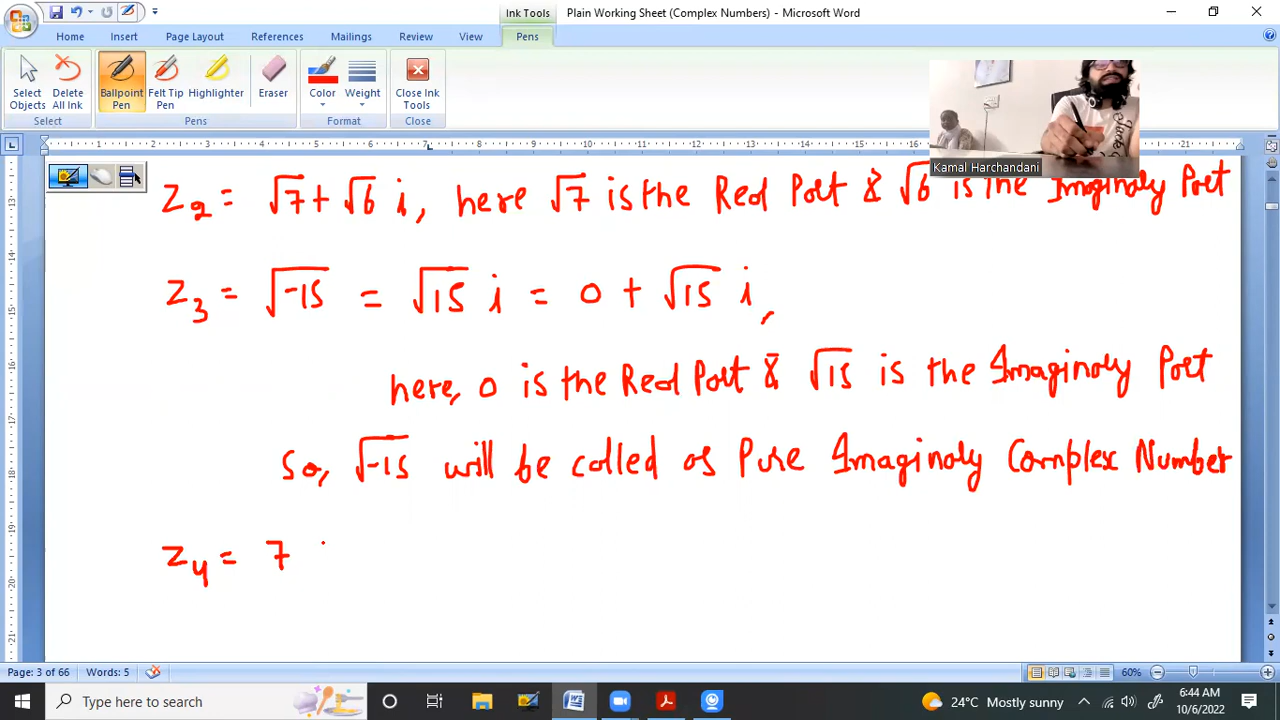 Ink Tools
Plain Working Sheet (Complex Numbers) - Microsoft Word
Home Insert Page Layout References Mailings Review View Pens
Select Objects Delete All Ink Ballpoint Pen Felt Tip Pen Highlighter Eraser Color Weight Close Ink Tools
Select Pens Format Close
Kamal Harchandani
Z₂ = √7 + √6 i, here √7 is the Real Part & √6 is the Imaginary Part
Z₃ = √-15 = √15 i = 0 + √15 i,
here, 0 is the Real Part & √15 is the Imaginary Part
So, √-15 will be called as Pure Imaginary Complex Number
Z₄ = 7
Page: 3 of 66 Words: 5 60%
Type here to search 24°C Mostly sunny 6:44 AM
10/6/2022